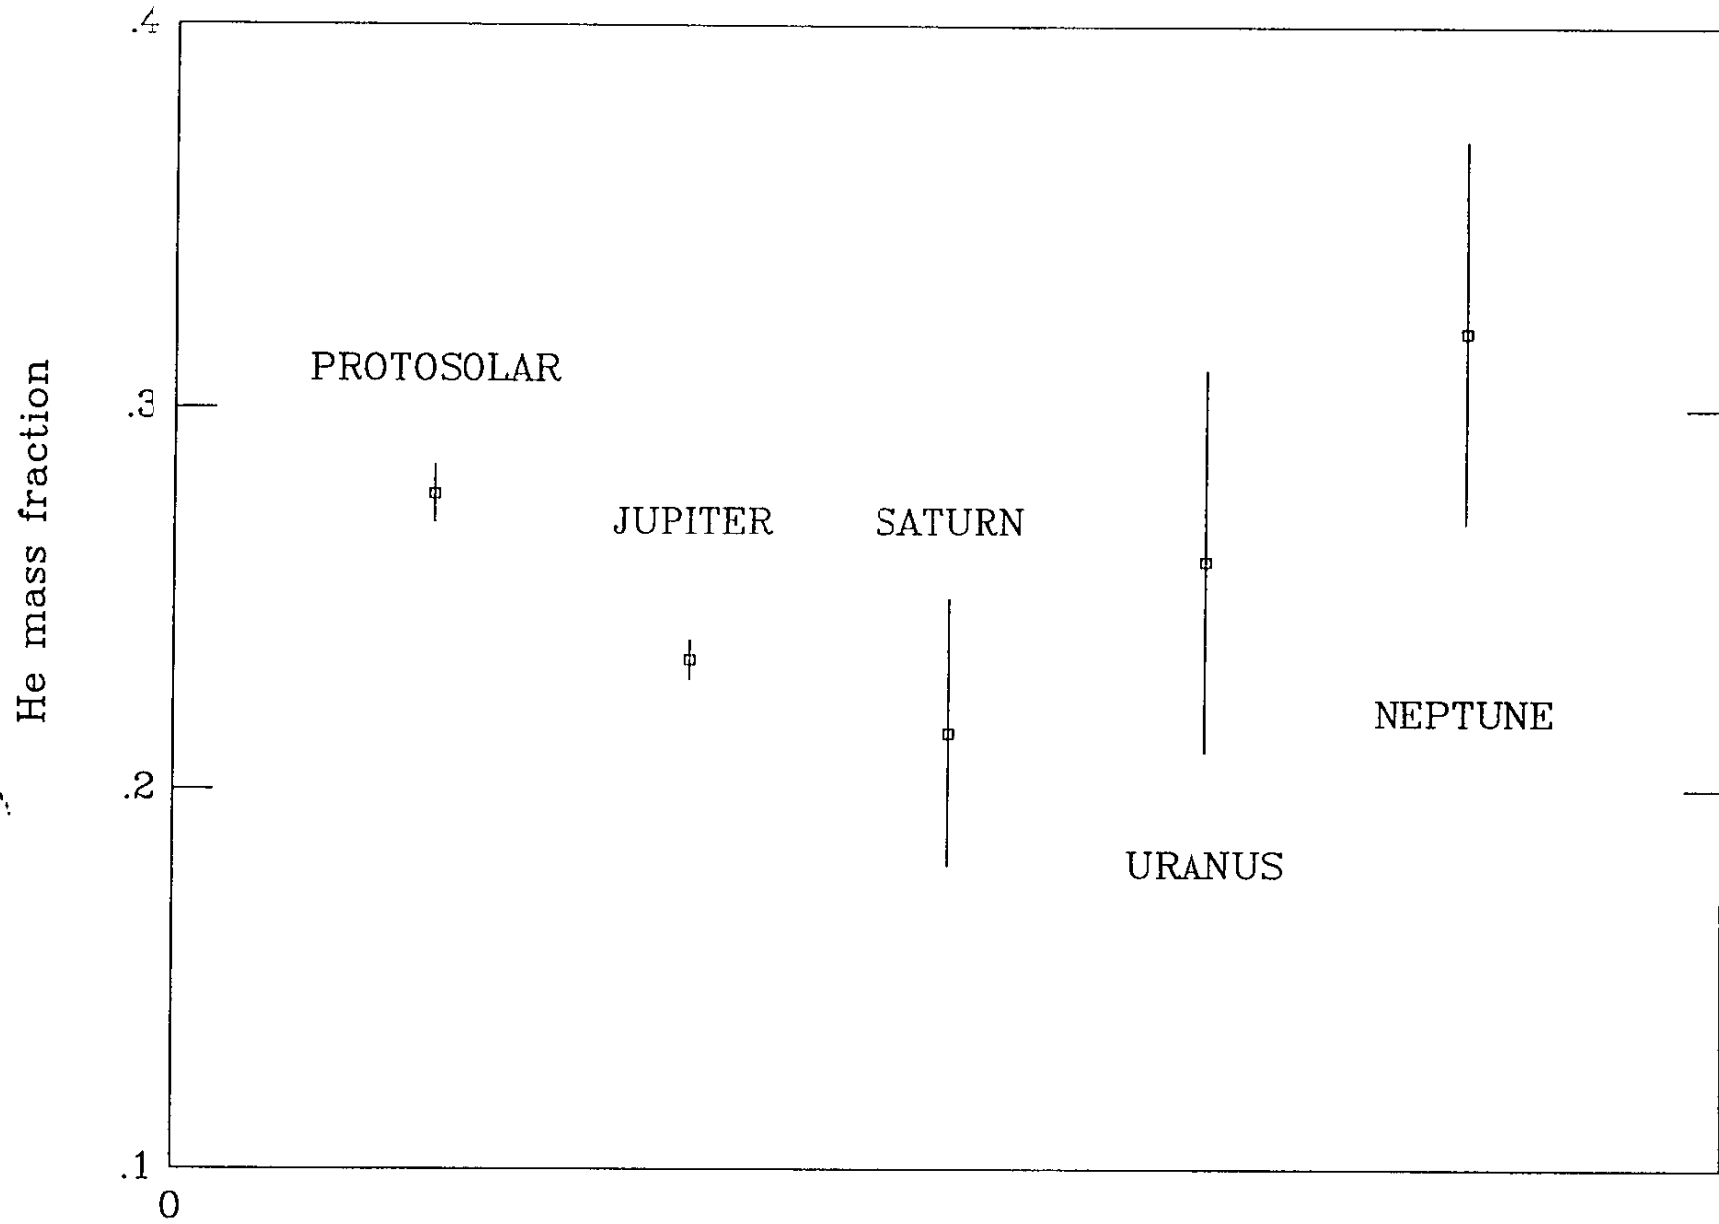 .4
PROTOSOLAR
.3
JUPITER
SATURN
He mass fraction
NEPTUNE
.2
URANUS
.1
0